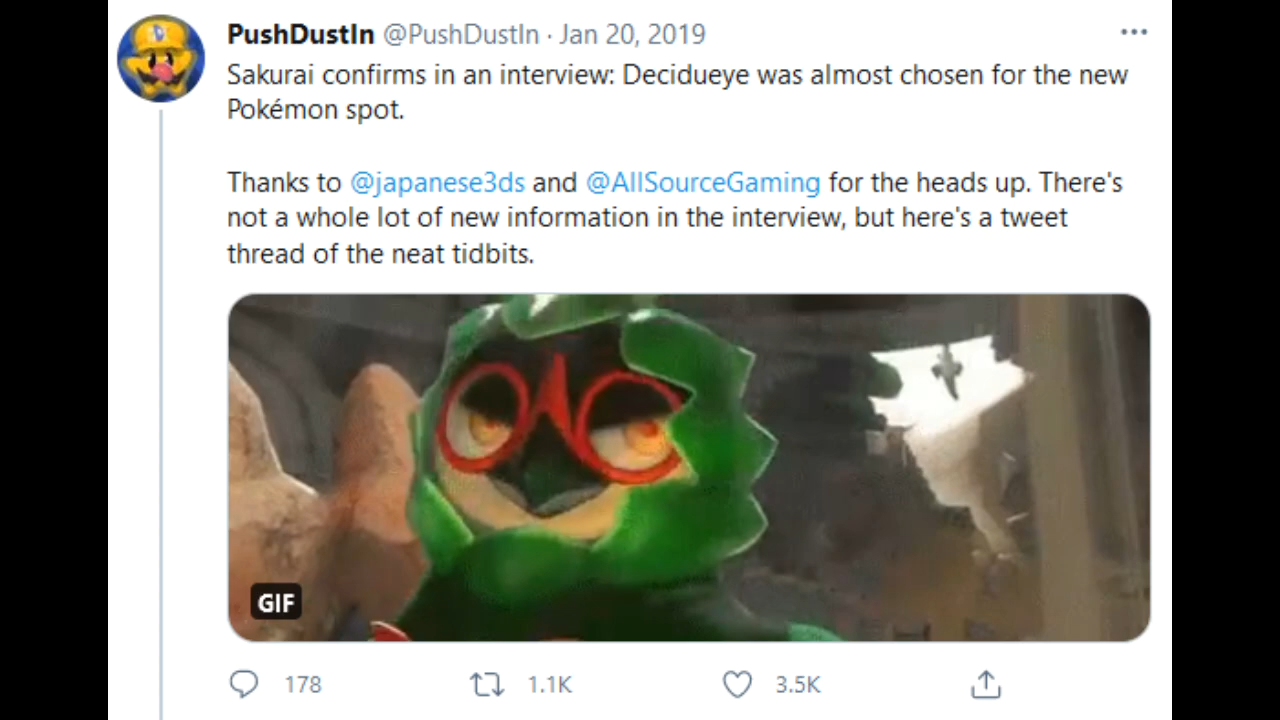 PushDustIn @PushDustIn · Jan 20, 2019
Sakurai confirms in an interview: Decidueye was almost chosen for the new
Pokémon spot.
Thanks to @japanese3ds and @AllSourceGaming for the heads up. There's
not a whole lot of new information in the interview, but here's a tweet
thread of the neat tidbits.
GIF
178 1.1K 3.5K